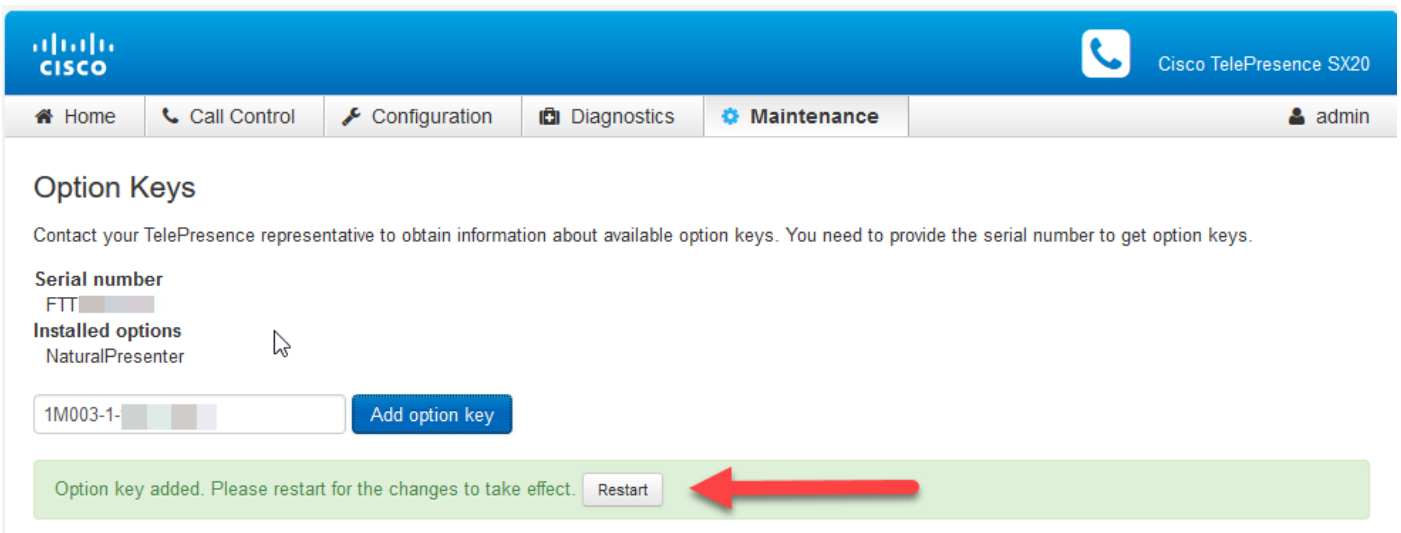 CISCO
Cisco TelePresence SX20
Home Call Control Configuration Diagnostics Maintenance admin
Option Keys
Contact your TelePresence representative to obtain information about available option keys. You need to provide the serial number to get option keys.
Serial number
FTT
Installed options
NaturalPresenter
1M003-1- Add option key
Option key added. Please restart for the changes to take effect. Restart